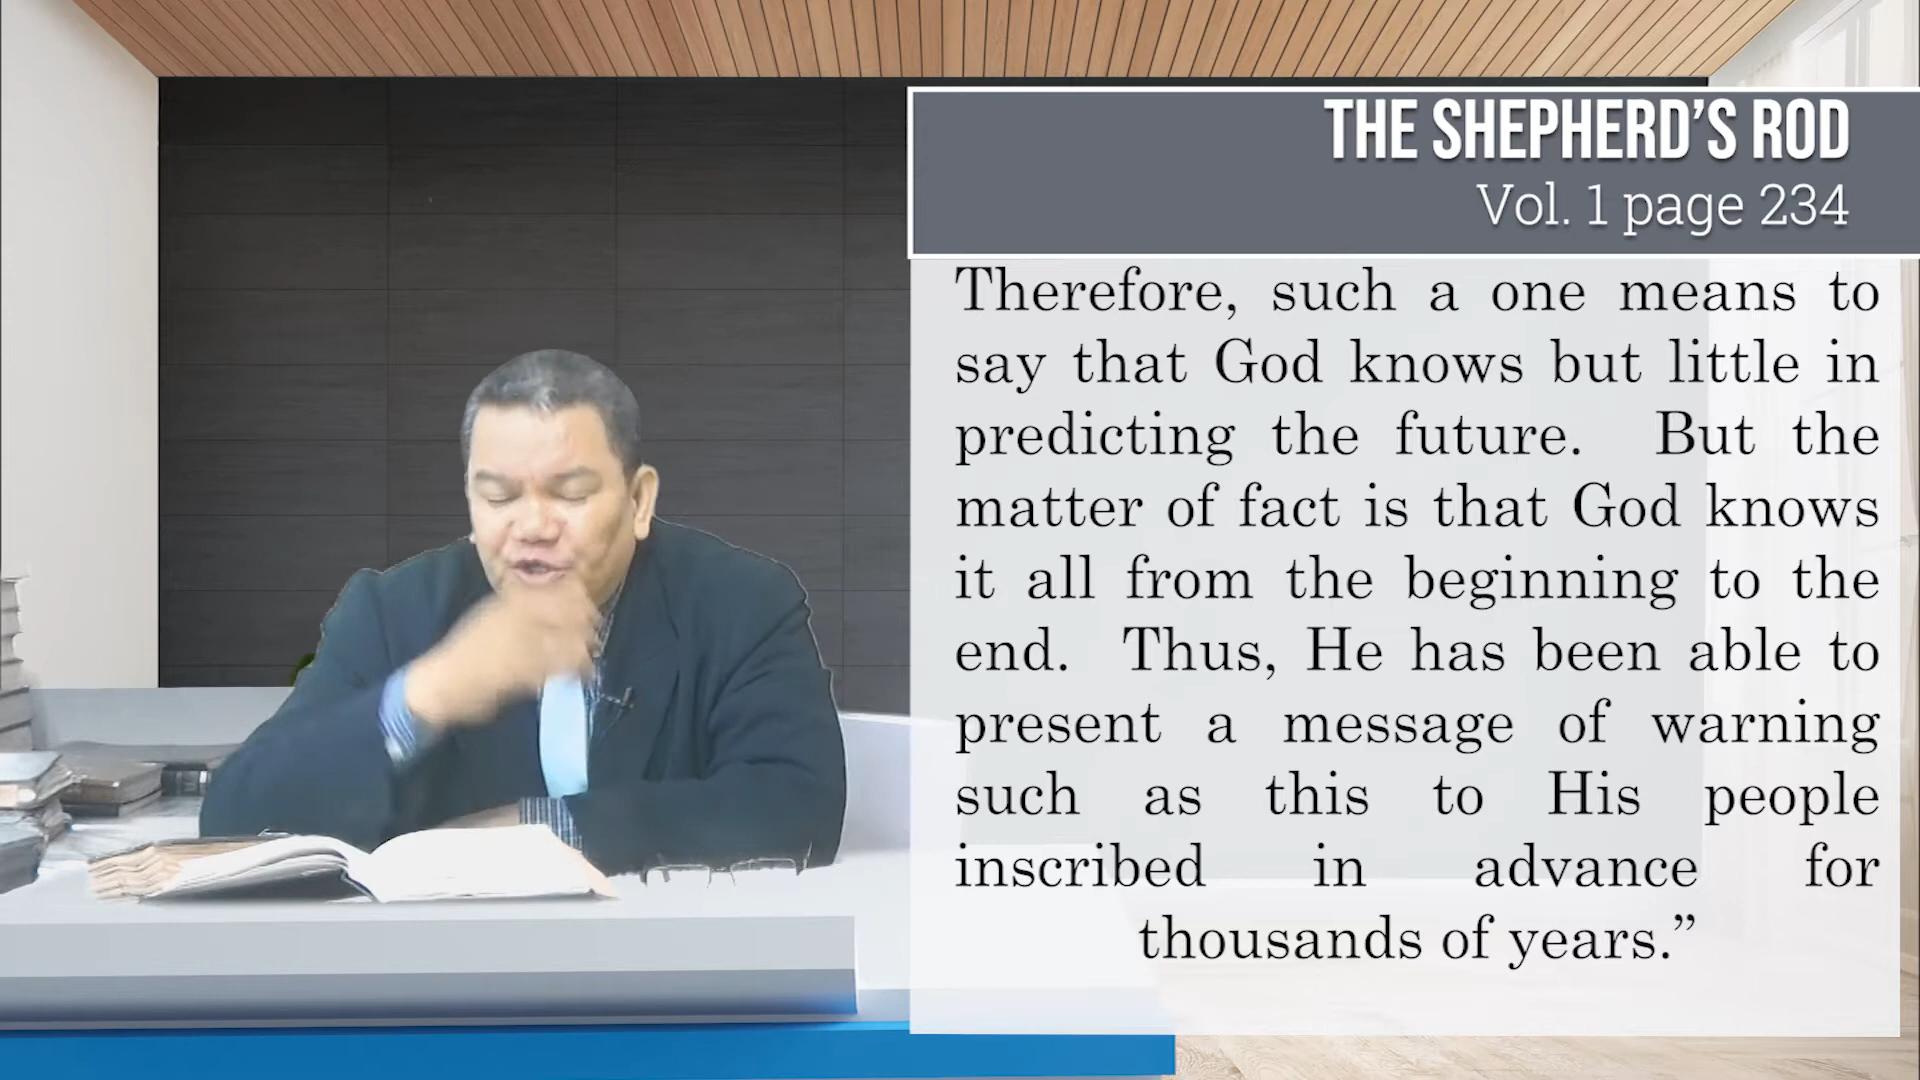 THE SHEPHERD'S ROD
Vol. 1 page 234
Therefore, such a one means to
say that God knows but little in
predicting the future. But the
matter of fact is that God knows
it all from the beginning to the
end. Thus, He has been able to
present a message of warning
such as this to His people
inscribed in advance for
thousands of years.”